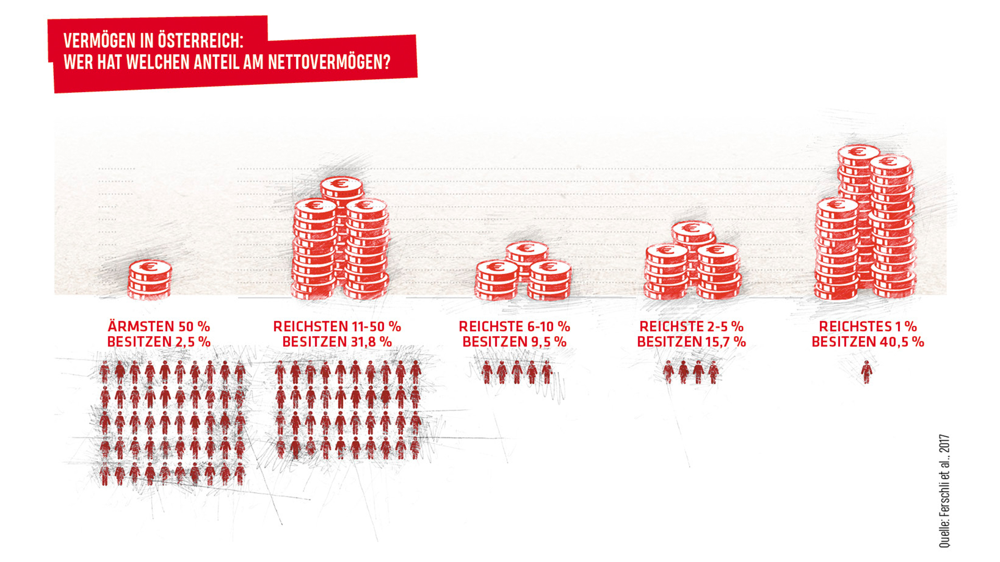 VERMÖGEN IN ÖSTERREICH:
WER HAT WELCHEN ANTEIL AM NETTOVERMÖGEN?
ÄRMSTEN 50 %
BESITZEN 2,5 %
REICHSTEN 11-50 %
BESITZEN 31,8 %
REICHSTE 6-10 %
BESITZEN 9,5 %
REICHSTE 2-5 %
BESITZEN 15,7 %
REICHSTES 1 %
BESITZEN 40,5 %
Quelle: Ferschli et al., 2017